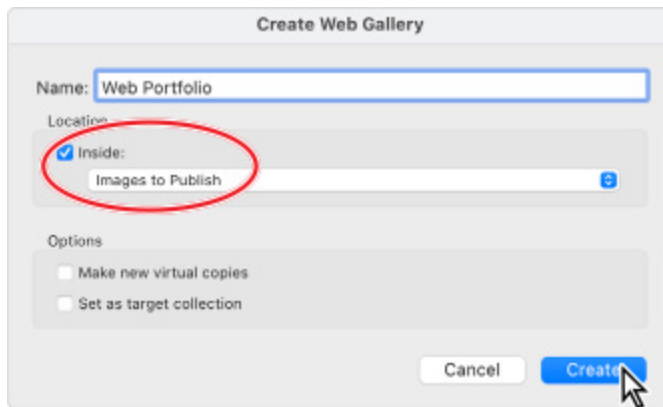 Create Web Gallery
Name: Web Portfolio
Location
Inside:
Images to Publish
Options
Make new virtual copies
Set as target collection
Cancel Create